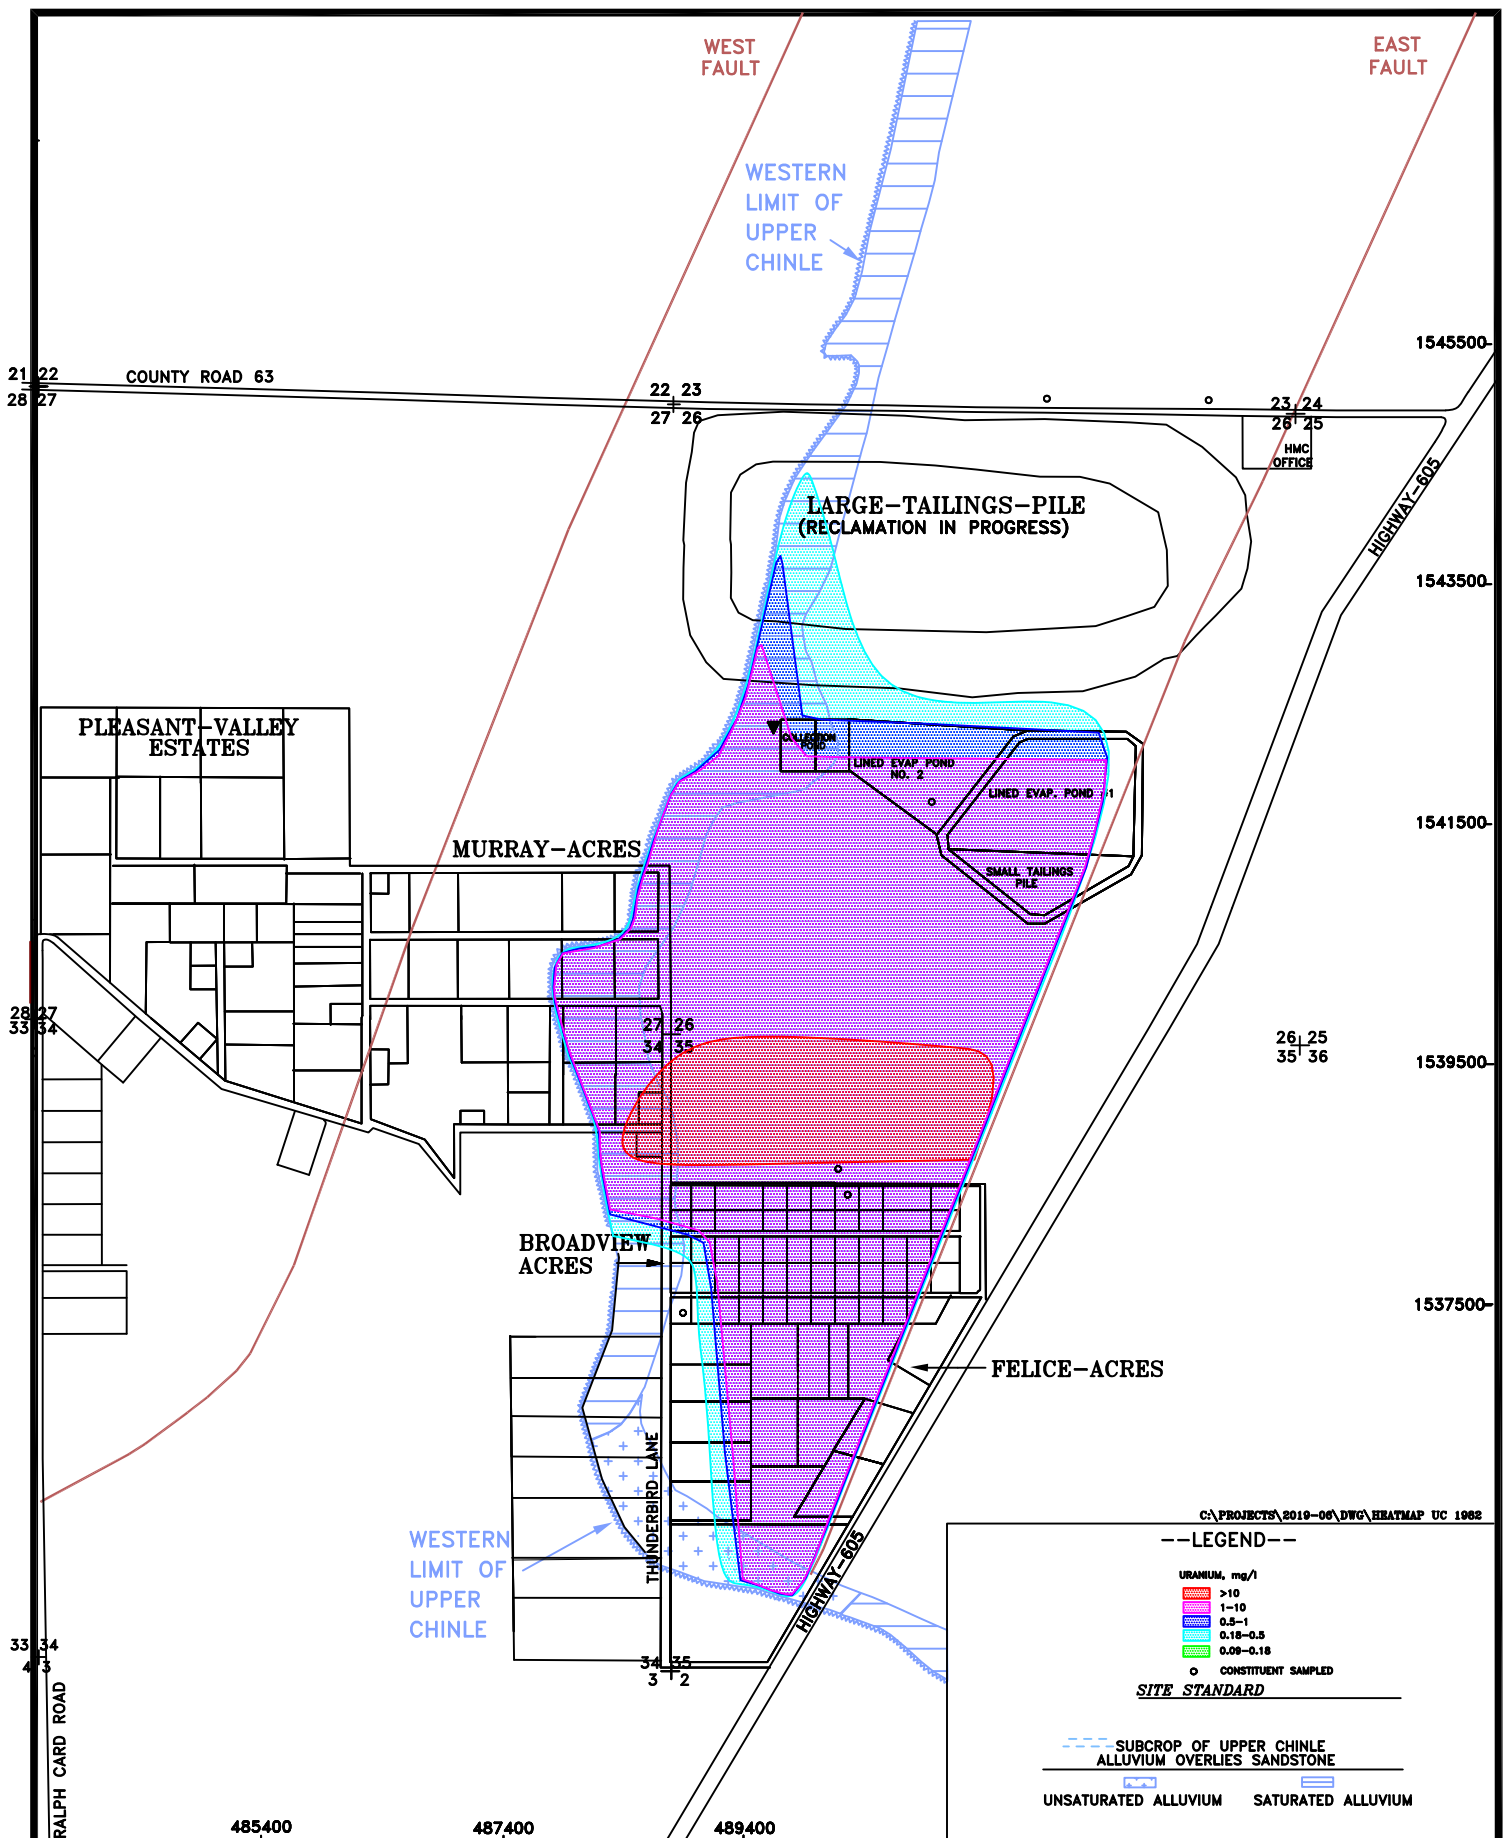 WEST
FAULT
EAST
FAULT
WESTERN
LIMIT OF
UPPER
CHINLE
1545500
21 22
28 27
COUNTY ROAD 63
22 23
27 26
23 24
26 25
HMC
OFFICE
HIGHWAY-605
LARGE-TAILINGS-PILE
(RECLAMATION IN PROGRESS)
1543500
PLEASANT-VALLEY
ESTATES
COLLECTION
POND
LINED EVAP POND
NO. 2
LINED EVAP. POND #1
1541500
MURRAY-ACRES
SMALL TAILINGS
PILE
28 27
33 34
27 26
34 35
26 25
35 36
1539500
BROADVIEW
ACRES
1537500
FELICE-ACRES
THUNDERBIRD LANE
WESTERN
LIMIT OF
UPPER
CHINLE
HIGHWAY-605
C:\PROJECTS\2019-06\DWG\HEATMAP UC 1982
--LEGEND--
URANIUM, mg/l
>10
1-10
0.5-1
0.18-0.5
0.09-0.18
CONSTITUENT SAMPLED
SITE STANDARD
SUBCROP OF UPPER CHINLE
ALLUVIUM OVERLIES SANDSTONE
UNSATURATED ALLUVIUM SATURATED ALLUVIUM
33 34
4 3
34 35
3 2
RALPH CARD ROAD
485400
487400
489400